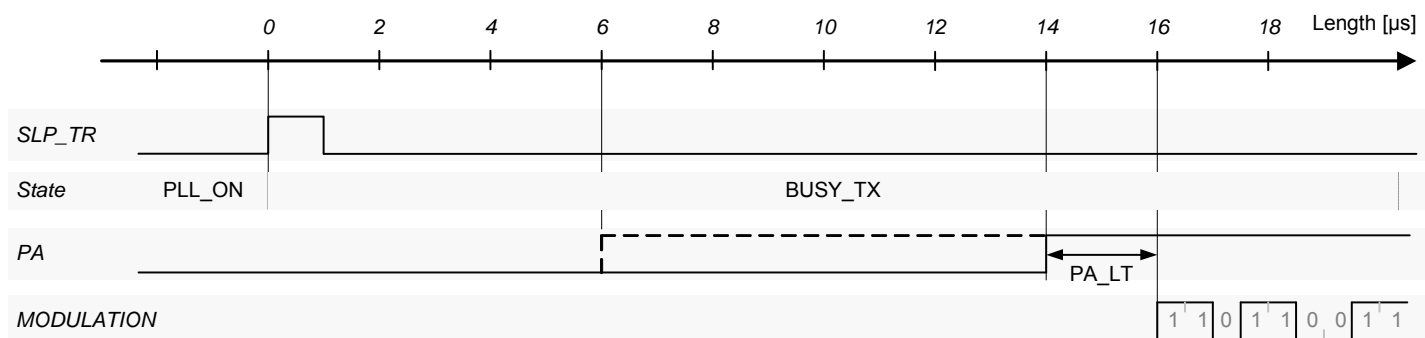 0 2 4 6 8 10 12 14 16 18 Length [µs]
SLP_TR
State PLL_ON BUSY_TX
PA
PA_LT
MODULATION 1 1 0 1 1 0 0 1 1